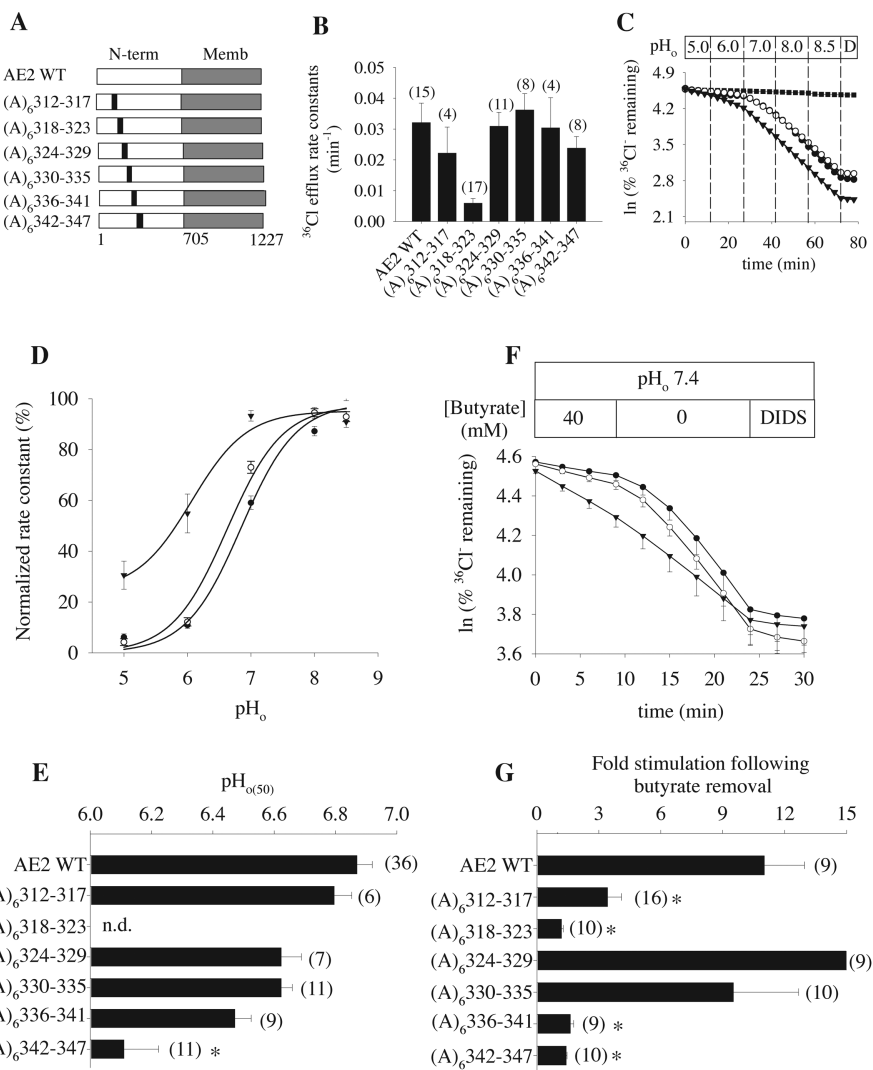 A
N-term Memb
AE2 WT
(A)6312-317
(A)6318-323
(A)6324-329
(A)6330-335
(A)6336-341
(A)6342-347
1 705 1227
B
36Cl efflux rate constants
(min-1)
0.05
0.04
0.03
0.02
0.01
0.00
(15)
(4)
(17)
(11)
(8)
(4)
(8)
AE2 WT
(A)6312-317
(A)6318-323
(A)6324-329
(A)6330-335
(A)6336-341
(A)6342-347
C
pHo 5.0 6.0 7.0 8.0 8.5 D
ln (% 36Cl- remaining)
4.9
4.2
3.5
2.8
2.1
0 20 40 60 80
time (min)
D
Normalized rate constant (%)
100
80
60
40
20
0
5 6 7 8 9
pHo
F
pHo 7.4
[Butyrate]
(mM)
40 0 DIDS
ln (% 36Cl- remaining)
4.6
4.4
4.2
4.0
3.8
3.6
0 5 10 15 20 25 30
time (min)
E
pHo(50)
6.0 6.2 6.4 6.6 6.8 7.0
AE2 WT (36)
A)6312-317 (6)
A)6318-323 n.d.
A)6324-329 (7)
A)6330-335 (11)
A)6336-341 (9)
A)6342-347 (11) *
G
Fold stimulation following
butyrate removal
0 3 6 9 12 15
AE2 WT (9)
(A)6312-317 (16) *
(A)6318-323 (10) *
(A)6324-329 (9)
(A)6330-335 (10)
(A)6336-341 (9) *
(A)6342-347 (10) *